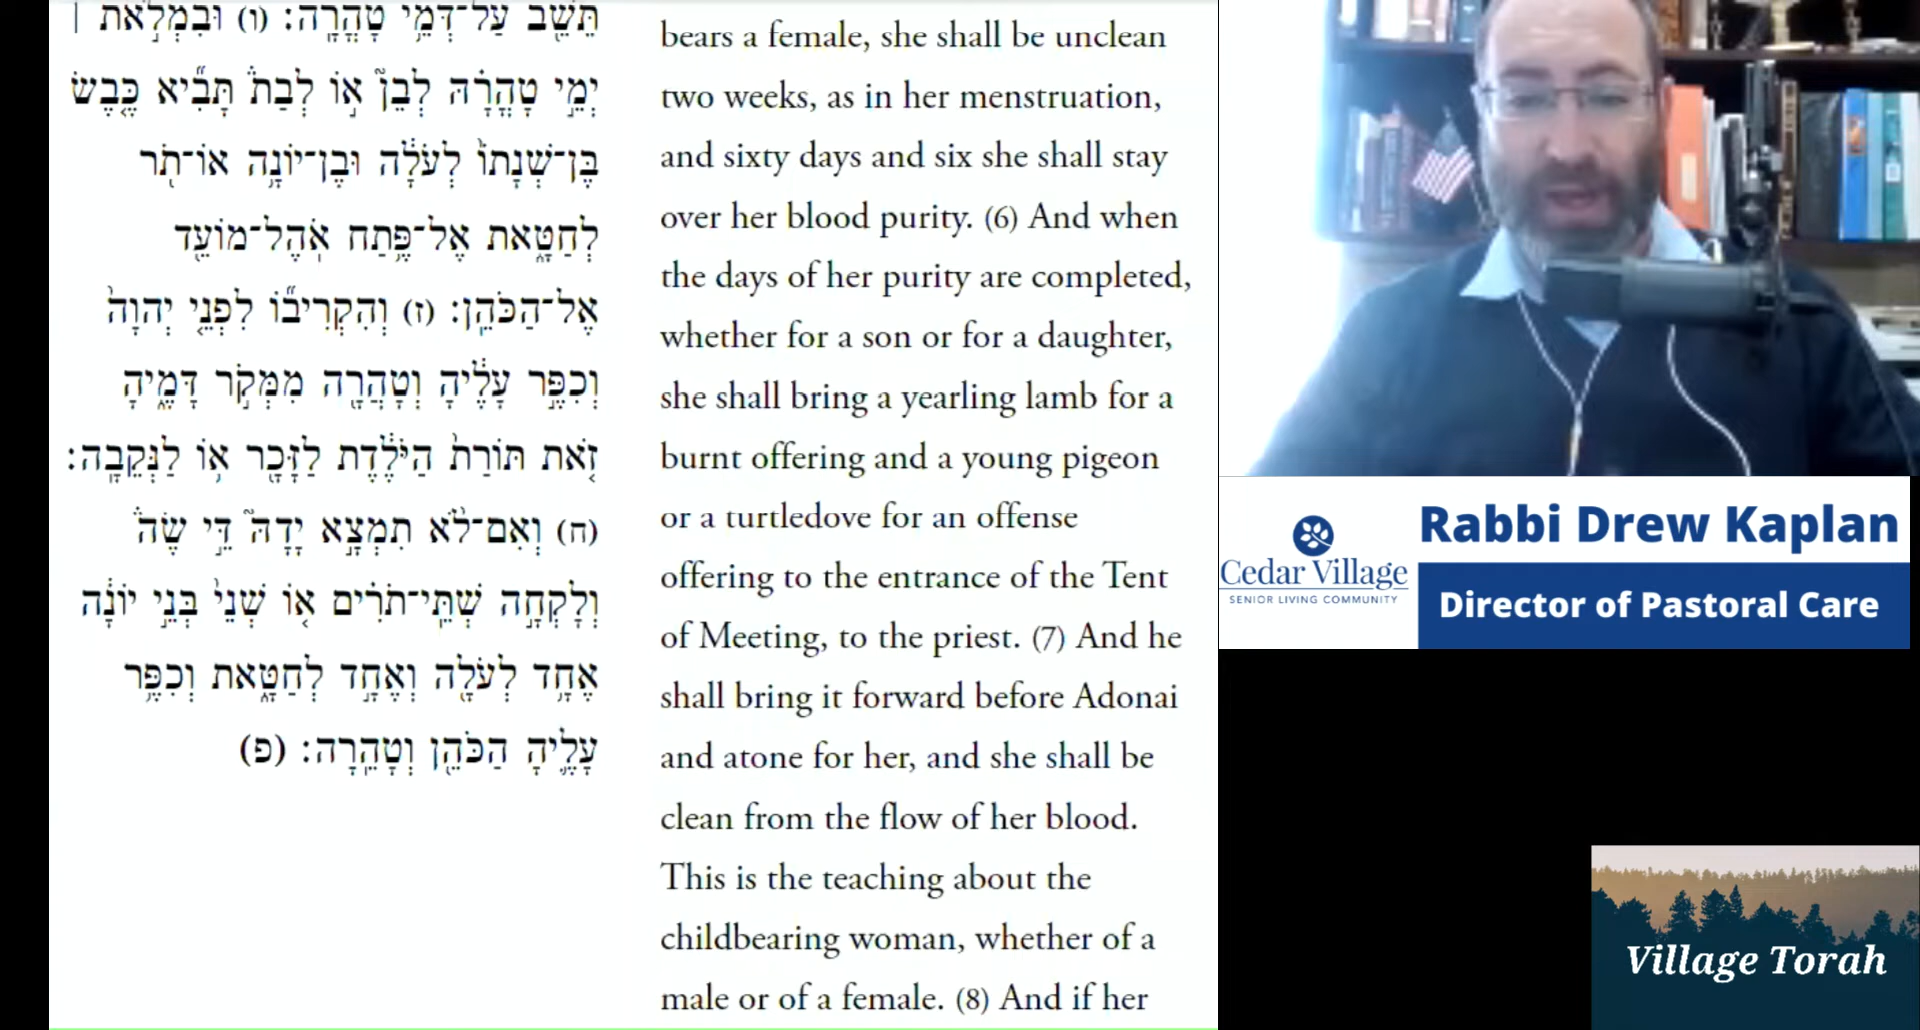 תֵּשֵׁ֖ב עַל־דְּמֵ֥י טָהֳרָֽה׃ (ו) וּבִמְלֹ֣את ׀
יְמֵ֣י טָהֳרָ֗הּ לְבֵן֮ א֣וֹ לְבַת֒ תָּבִ֞יא כֶּ֤בֶשׂ
בֶּן־שְׁנָתוֹ֙ לְעֹלָ֔ה וּבֶן־יוֹנָ֥ה אוֹ־תֹ֖ר
לְחַטָּ֑את אֶל־פֶּ֥תַח אֹֽהֶל־מוֹעֵ֖ד
אֶל־הַכֹּהֵֽן׃ (ז) וְהִקְרִיב֞וֹ לִפְנֵ֤י יְהוָה֙
וְכִפֶּ֣ר עָלֶ֔יהָ וְטָהֲרָ֖ה מִמְּקֹ֣ר דָּמֶ֑יהָ
זֹ֤את תּוֹרַת֙ הַיֹּלֶ֔דֶת לַזָּכָ֖ר א֥וֹ לַנְּקֵבָֽה׃
(ח) וְאִם־לֹ֨א תִמְצָ֣א יָדָהּ֮ דֵּ֣י שֶׂה֒
וְלָקְחָ֣ה שְׁתֵּֽי־תֹרִ֗ים א֤וֹ שְׁנֵי֙ בְּנֵ֣י יוֹנָ֔ה
אֶחָ֥ד לְעֹלָ֖ה וְאֶחָ֣ד לְחַטָּ֑את וְכִפֶּ֥ר
עָלֶ֛יהָ הַכֹּהֵ֖ן וְטָהֵֽרָה׃ (פ)
bears a female, she shall be unclean
two weeks, as in her menstruation,
and sixty days and six she shall stay
over her blood purity. (6) And when
the days of her purity are completed,
whether for a son or for a daughter,
she shall bring a yearling lamb for a
burnt offering and a young pigeon
or a turtledove for an offense
offering to the entrance of the Tent
of Meeting, to the priest. (7) And he
shall bring it forward before Adonai
and atone for her, and she shall be
clean from the flow of her blood.
This is the teaching about the
childbearing woman, whether of a
male or of a female. (8) And if her
Cedar Village
SENIOR LIVING COMMUNITY
Rabbi Drew Kaplan
Director of Pastoral Care
Village Torah